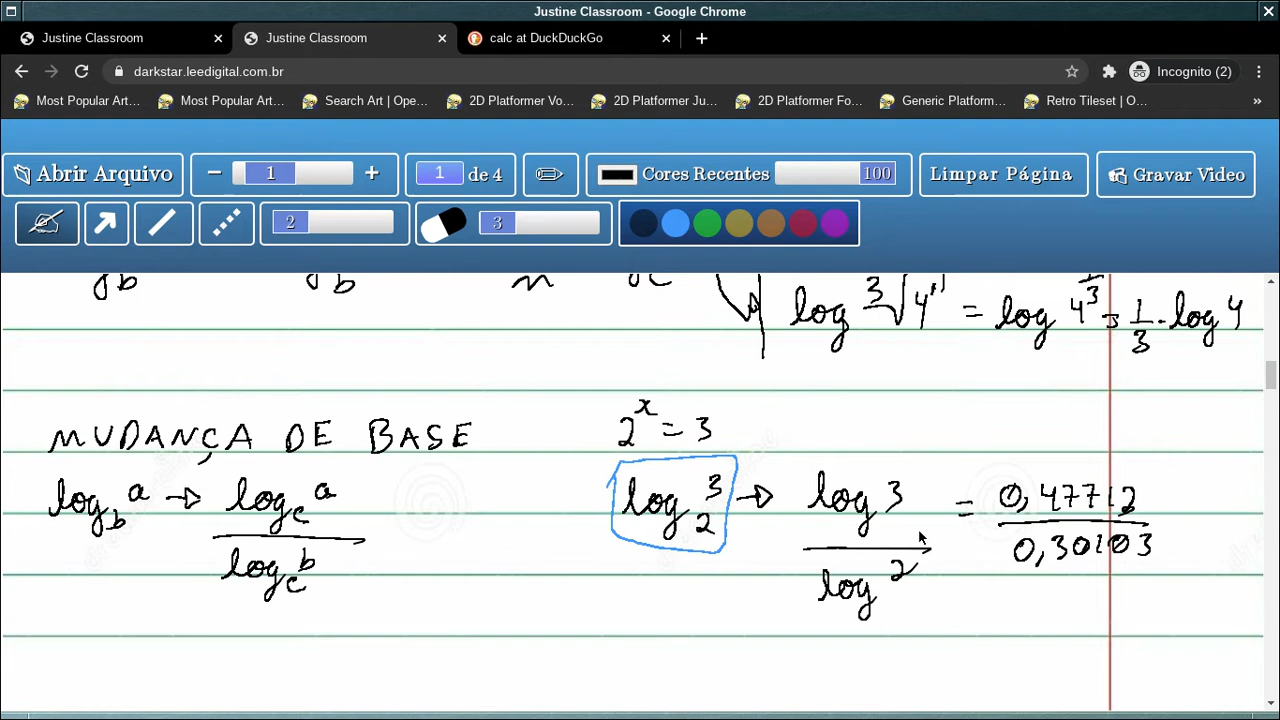 Justine Classroom - Google Chrome
Justine Classroom
Justine Classroom
calc at DuckDuckGo
darkstar.leedigital.com.br
Incognito (2)
Most Popular Art...
Most Popular Art...
Search Art | Ope...
2D Platformer Vo...
2D Platformer Ju...
2D Platformer Fo...
Generic Platform...
Retro Tileset | O...
Abrir Arquivo
− 1 +
1 de 4
Cores Recentes 100
Limpar Página
Gravar Video
2
3
log ³√4 = log 4^(1/3) = 1/3 · log 4
MUDANÇA DE BASE
2^x = 3
log_b a → log_c a / log_c b
log_2 3 → log 3 / log 2 = 0,47712 / 0,30103